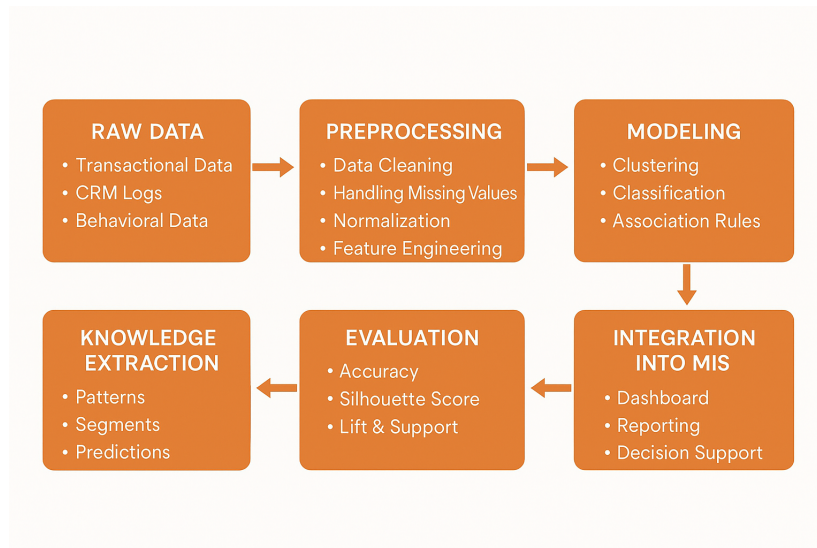 RAW DATA
• Transactional Data
• CRM Logs
• Behavioral Data
PREPROCESSING
• Data Cleaning
• Handling Missing Values
• Normalization
• Feature Engineering
MODELING
• Clustering
• Classification
• Association Rules
KNOWLEDGE
EXTRACTION
• Patterns
• Segments
• Predictions
EVALUATION
• Accuracy
• Silhouette Score
• Lift & Support
INTEGRATION
INTO MIS
• Dashboard
• Reporting
• Decision Support